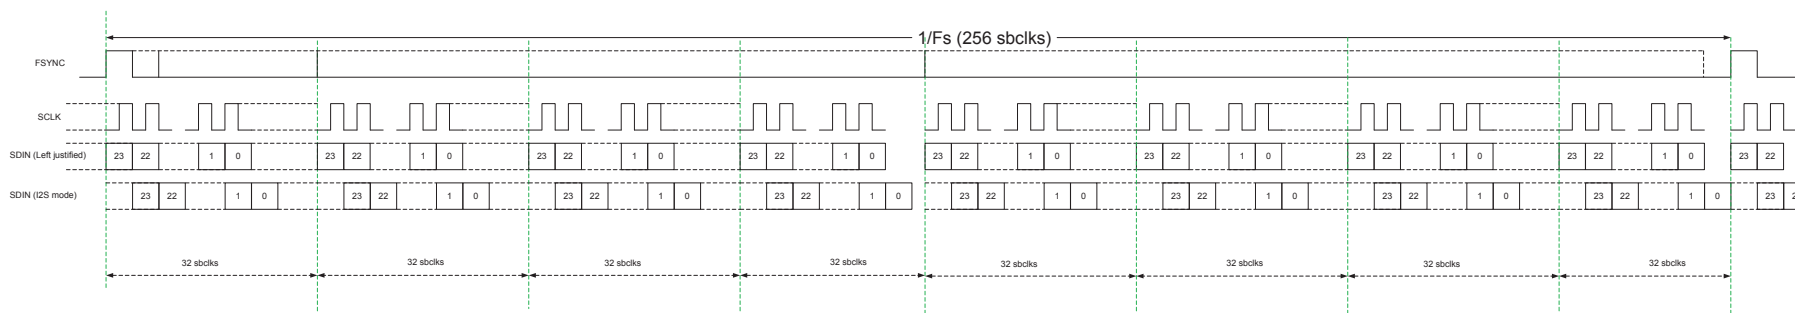 1/Fs (256 sbclks)
FSYNC
SCLK
SDIN (Left justified) 23 22 1 0 23 22 1 0 23 22 1 0 23 22 1 0 23 22 1 0 23 22 1 0 23 22 1 0 23 22 1 0 23 22
SDIN (I2S mode) 23 22 1 0 23 22 1 0 23 22 1 0 23 22 1 0 23 22 1 0 23 22 1 0 23 22 1 0 23 22 1 0 23 2
32 sbclks 32 sbclks 32 sbclks 32 sbclks 32 sbclks 32 sbclks 32 sbclks 32 sbclks